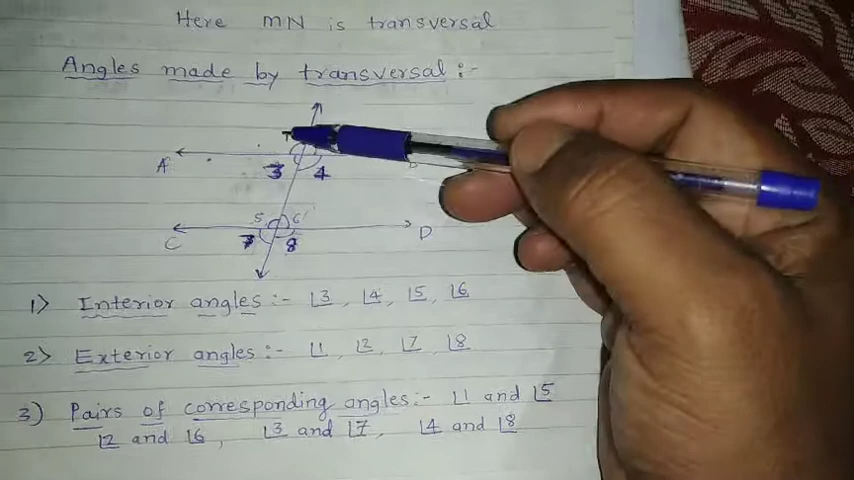 Here MN is transversal
Angles made by transversal :-
A
3 4
5 6
C D
7 8
1) Interior angles :- ∠3, ∠4, ∠5, ∠6
2) Exterior angles :- ∠1, ∠2, ∠7, ∠8
3) Pairs of corresponding angles:- ∠1 and ∠5
∠2 and ∠6, ∠3 and ∠7, ∠4 and ∠8